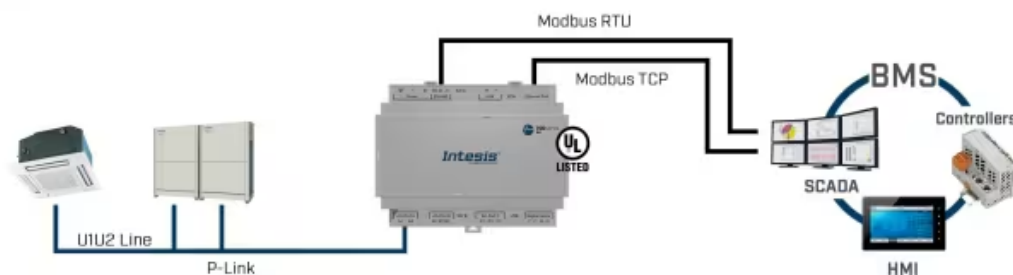 Modbus RTU
Modbus TCP
BMS
Controllers
Intesis
UL
LISTED
SCADA
U1U2 Line
P-Link
HMI